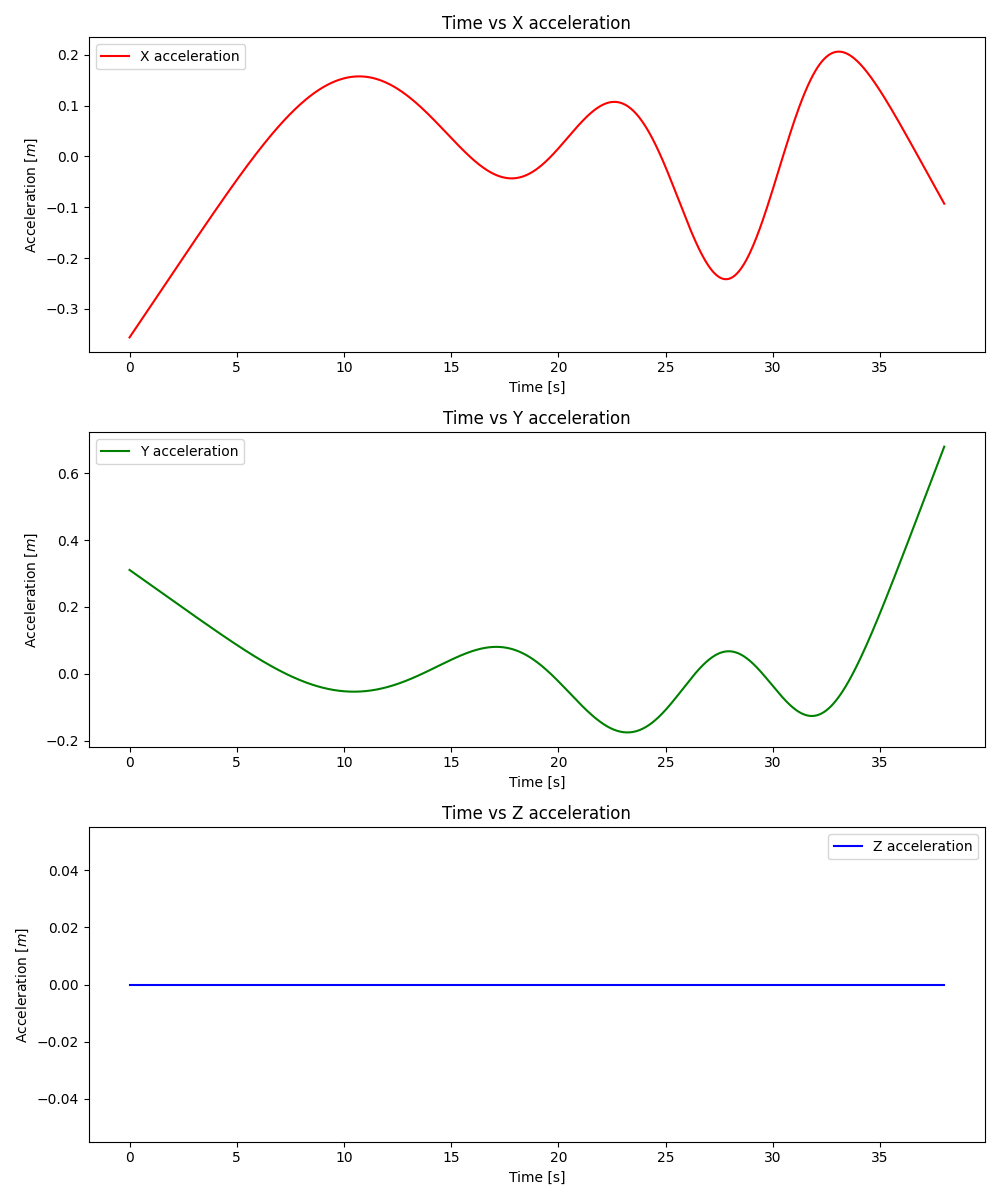 Time vs X acceleration
X acceleration
0.2
0.1
0.0
−0.1
−0.2
−0.3
Acceleration [m]
0 5 10 15 20 25 30 35
Time [s]
Time vs Y acceleration
Y acceleration
0.6
0.4
0.2
0.0
−0.2
Acceleration [m]
0 5 10 15 20 25 30 35
Time [s]
Time vs Z acceleration
Z acceleration
0.04
0.02
0.00
−0.02
−0.04
Acceleration [m]
0 5 10 15 20 25 30 35
Time [s]